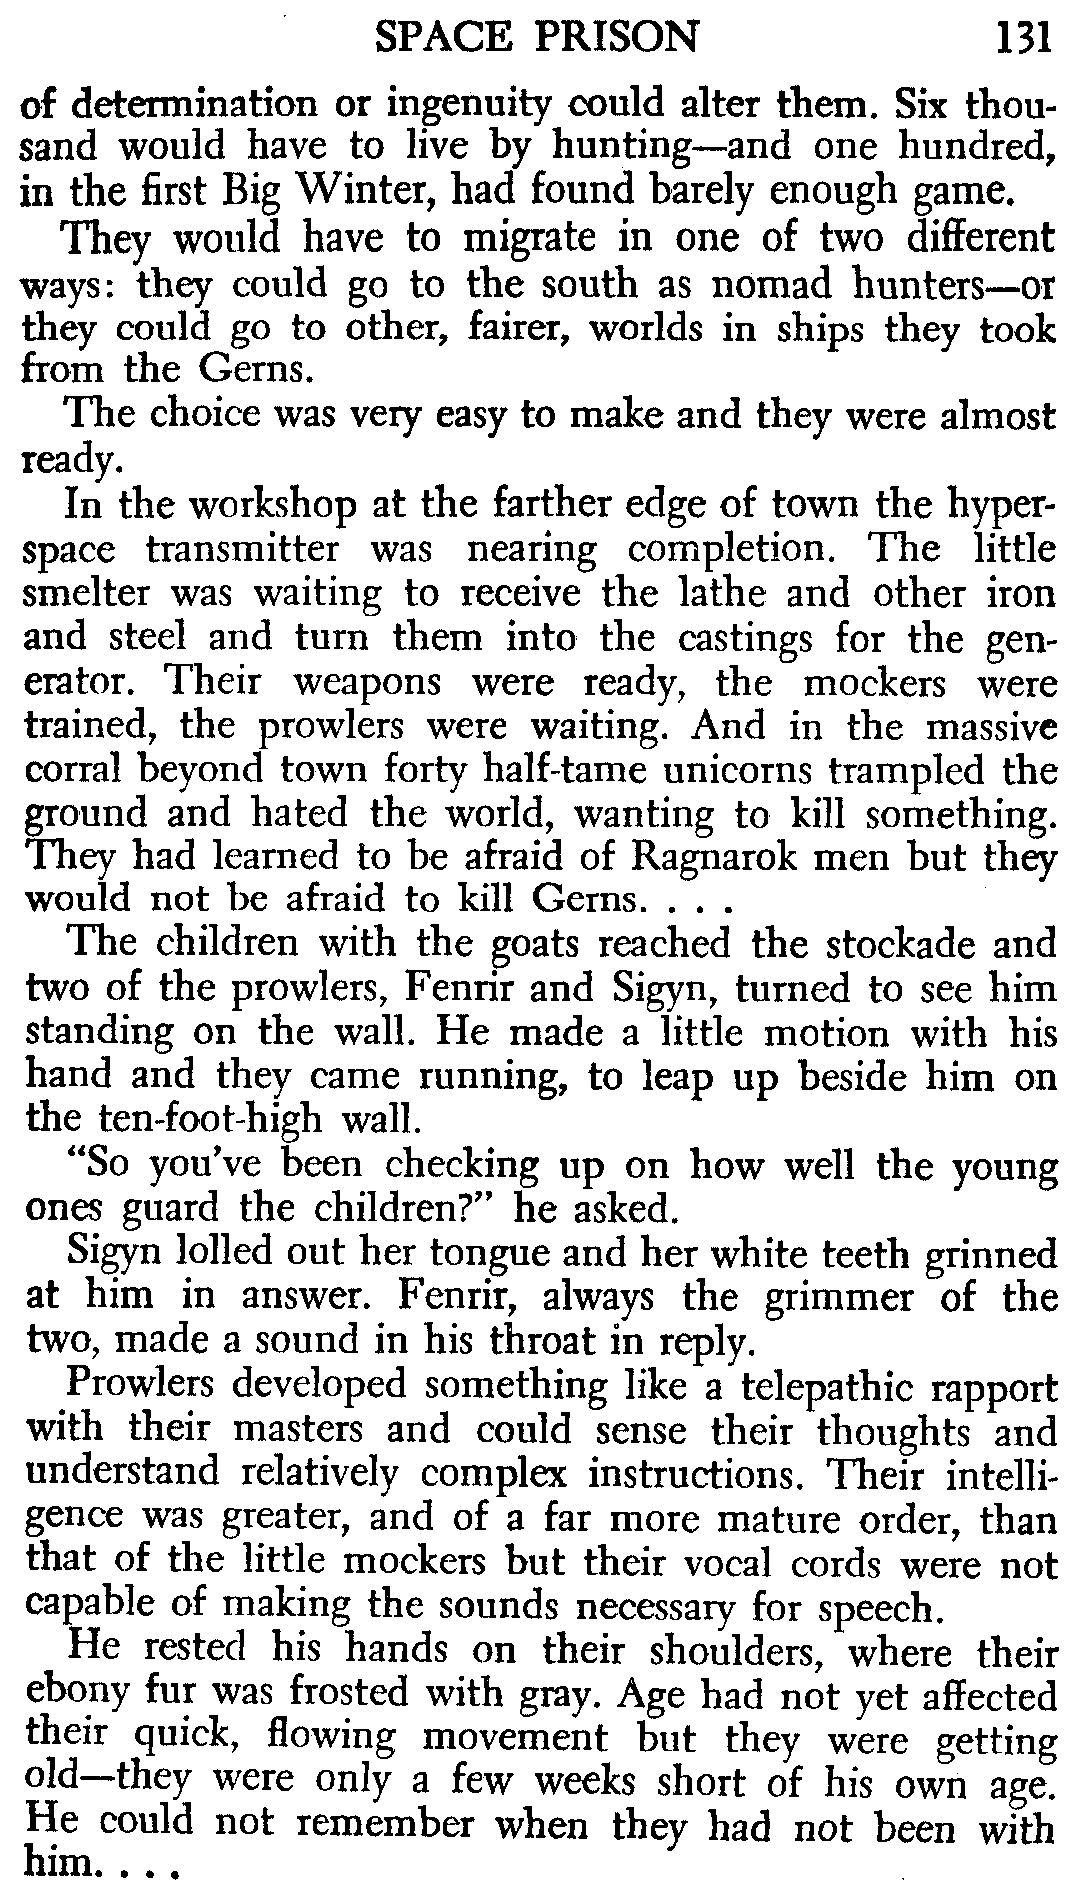 SPACE PRISON 131
of determination or ingenuity could alter them. Six thou-
sand would have to live by hunting—and one hundred,
in the first Big Winter, had found barely enough game.
They would have to migrate in one of two different
ways: they could go to the south as nomad hunters—or
they could go to other, fairer, worlds in ships they took
from the Gerns.
The choice was very easy to make and they were almost
ready.
In the workshop at the farther edge of town the hyper-
space transmitter was nearing completion. The little
smelter was waiting to receive the lathe and other iron
and steel and turn them into the castings for the gen-
erator. Their weapons were ready, the mockers were
trained, the prowlers were waiting. And in the massive
corral beyond town forty half-tame unicorns trampled the
ground and hated the world, wanting to kill something.
They had learned to be afraid of Ragnarok men but they
would not be afraid to kill Gerns. . . .
The children with the goats reached the stockade and
two of the prowlers, Fenrir and Sigyn, turned to see him
standing on the wall. He made a little motion with his
hand and they came running, to leap up beside him on
the ten-foot-high wall.
"So you've been checking up on how well the young
ones guard the children?" he asked.
Sigyn lolled out her tongue and her white teeth grinned
at him in answer. Fenrir, always the grimmer of the
two, made a sound in his throat in reply.
Prowlers developed something like a telepathic rapport
with their masters and could sense their thoughts and
understand relatively complex instructions. Their intelli-
gence was greater, and of a far more mature order, than
that of the little mockers but their vocal cords were not
capable of making the sounds necessary for speech.
He rested his hands on their shoulders, where their
ebony fur was frosted with gray. Age had not yet affected
their quick, flowing movement but they were getting
old—they were only a few weeks short of his own age.
He could not remember when they had not been with
him. . . .